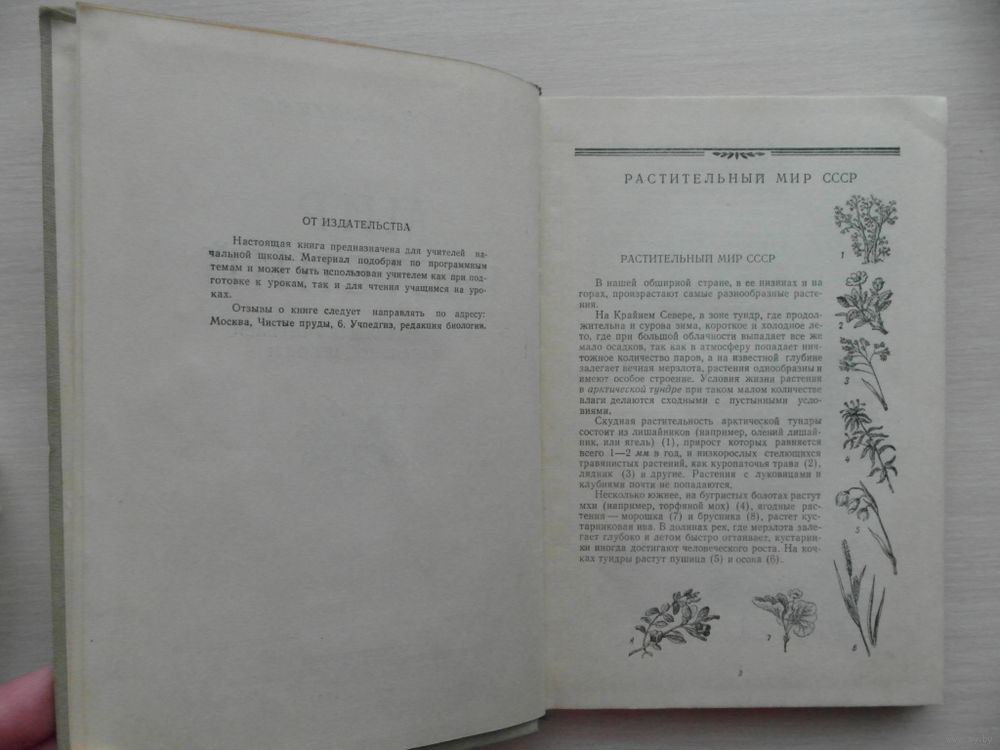 ОТ ИЗДАТЕЛЬСТВА
Настоящая книга предназначена для учителей на-
чальной школы. Материал подобран по программным
темам и может быть использован учителем как при под-
готовке к урокам, так и для чтения учащимся на уро-
ках.
Отзывы о книге следует направлять по адресу:
Москва, Чистые пруды, 6, Учпедгиз, редакция биологии.
РАСТИТЕЛЬНЫЙ МИР СССР
РАСТИТЕЛЬНЫЙ МИР СССР
В нашей обширной стране, в ее низинах и на
горах, произрастают самые разнообразные расте-
ния.
На Крайнем Севере, в зоне тундр, где продол-
жительна и сурова зима, короткое и холодное ле-
то, где при большой облачности выпадает все же
мало осадков, так как в атмосферу попадает нич-
тожное количество паров, а на известной глубине
залегает вечная мерзлота, растения однообразны и
имеют особое строение. Условия жизни растения
в арктической тундре при таком малом количестве
влаги делаются сходными с пустынными усло-
виями.
Скудная растительность арктической тундры
состоит из лишайников (например, олений лишай-
ник, или ягель) (1), прирост которых равняется
всего 1—2 мм в год, и низкорослых стелющихся
травянистых растений, как куропаточья трава (2),
лядник (3) и другие. Растения с луковицами и
клубнями почти не попадаются.
Несколько южнее, на бугристых болотах растут
мхи (например, торфяной мох) (4), ягодные рас-
тения — морошка (7) и брусника (8), растет кус-
тарниковая ива. В долинах рек, где мерзлота зале-
гает глубоко и летом быстро оттаивает, кустарни-
ки иногда достигают человеческого роста. На коч-
ках тундры растут пушица (5) и осока (6).
1
2
3
4
5
6
7
3